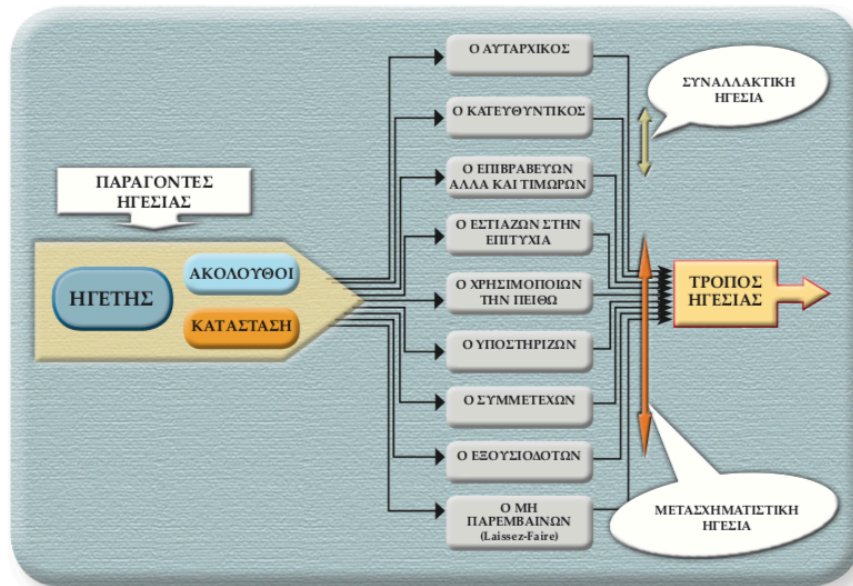 ΠΑΡΑΓΟΝΤΕΣ
ΗΓΕΣΙΑΣ
ΗΓΕΤΗΣ
ΑΚΟΛΟΥΘΟΙ
ΚΑΤΑΣΤΑΣΗ
Ο ΑΥΤΑΡΧΙΚΟΣ
Ο ΚΑΤΕΥΘΥΝΤΙΚΟΣ
Ο ΕΠΙΒΡΑΒΕΥΩΝ
ΑΛΛΑ ΚΑΙ ΤΙΜΩΡΩΝ
Ο ΕΣΤΙΑΖΩΝ ΣΤΗΝ
ΕΠΙΤΥΧΙΑ
Ο ΧΡΗΣΙΜΟΠΟΙΩΝ
ΤΗΝ ΠΕΙΘΩ
Ο ΥΠΟΣΤΗΡΙΖΩΝ
Ο ΣΥΜΜΕΤΕΧΩΝ
Ο ΕΞΟΥΣΙΟΔΟΤΩΝ
Ο ΜΗ
ΠΑΡΕΜΒΑΙΝΩΝ
(Laissez-Faire)
ΣΥΝΑΛΛΑΚΤΙΚΗ
ΗΓΕΣΙΑ
ΤΡΟΠΟΣ
ΗΓΕΣΙΑΣ
ΜΕΤΑΣΧΗΜΑΤΙΣΤΙΚΗ
ΗΓΕΣΙΑ